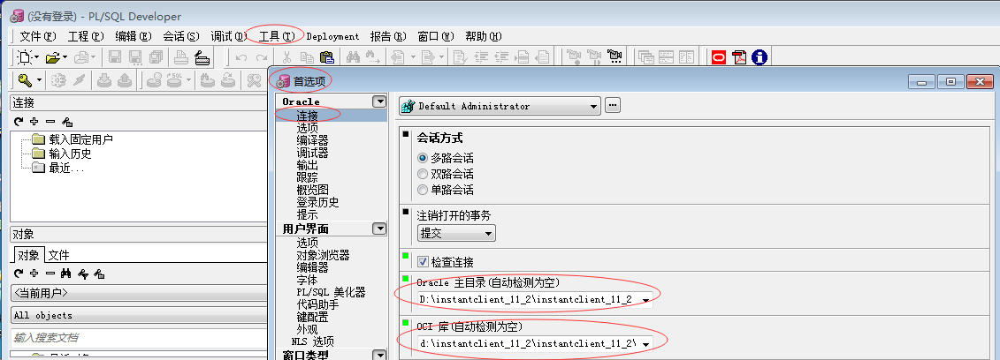 (没有登录) - PL/SQL Developer
文件(F) 工程(P) 编辑(E) 会话(S) 调试(D) 工具(T) Deployment 报告(R) 窗口(W) 帮助(H)
连接
载入固定用户
输入历史
最近...
对象
对象 文件
<当前用户>
All objects
输入搜索文档
首选项
Oracle
连接
选项
编译器
调试器
输出
跟踪
概览图
登录历史
提示
用户界面
选项
对象浏览器
编辑器
字体
PL/SQL 美化器
代码助手
键配置
外观
NLS 选项
窗口类型
Default Administrator
会话方式
多路会话
双路会话
单路会话
注销打开的事务
提交
检查连接
Oracle 主目录(自动检测为空)
D:\instantclient_11_2\instantclient_11_2
OCI 库(自动检测为空)
d:\instantclient_11_2\instantclient_11_2\